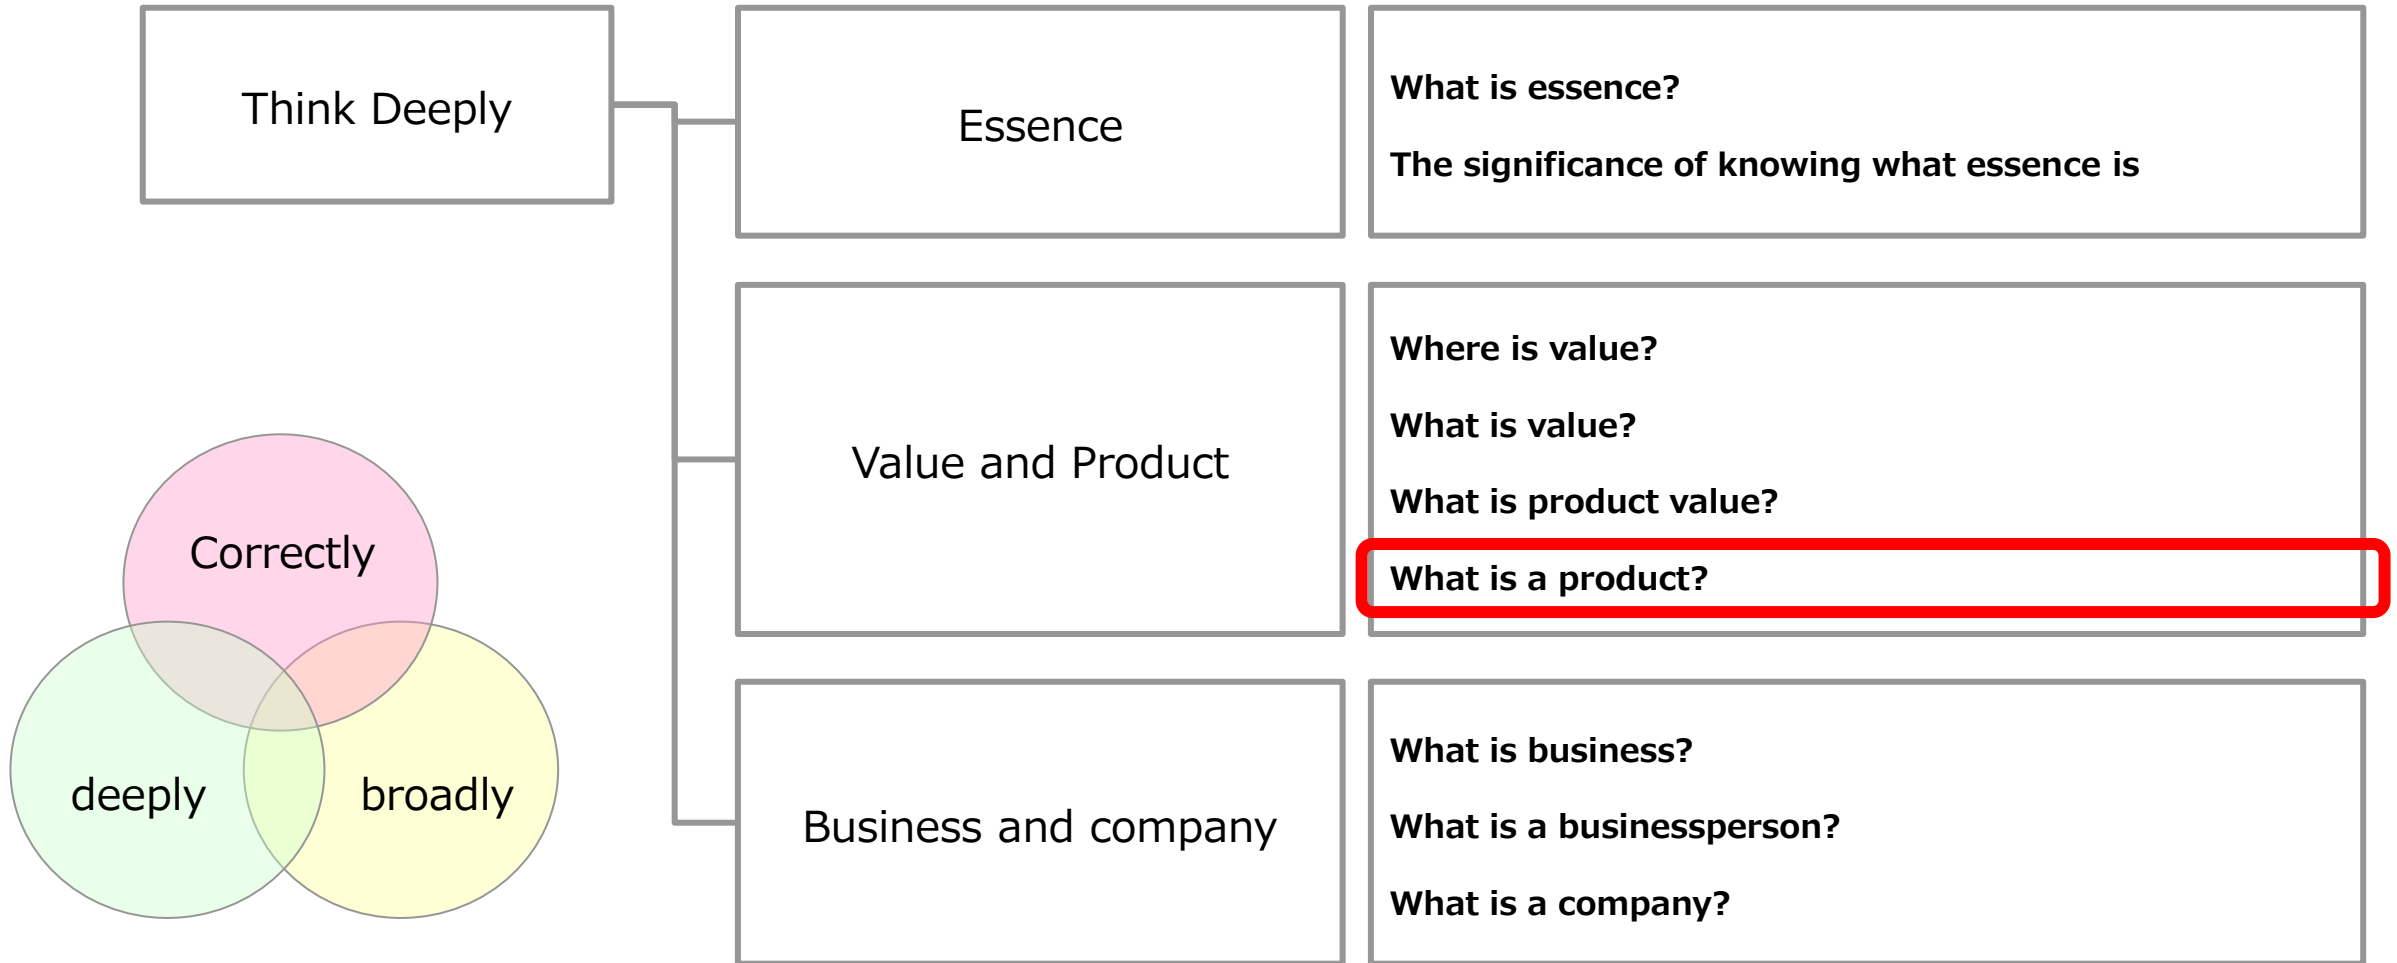 Think Deeply
Essence
What is essence?
The significance of knowing what essence is
Value and Product
Where is value?
What is value?
What is product value?
What is a product?
Business and company
What is business?
What is a businessperson?
What is a company?
Correctly
deeply
broadly